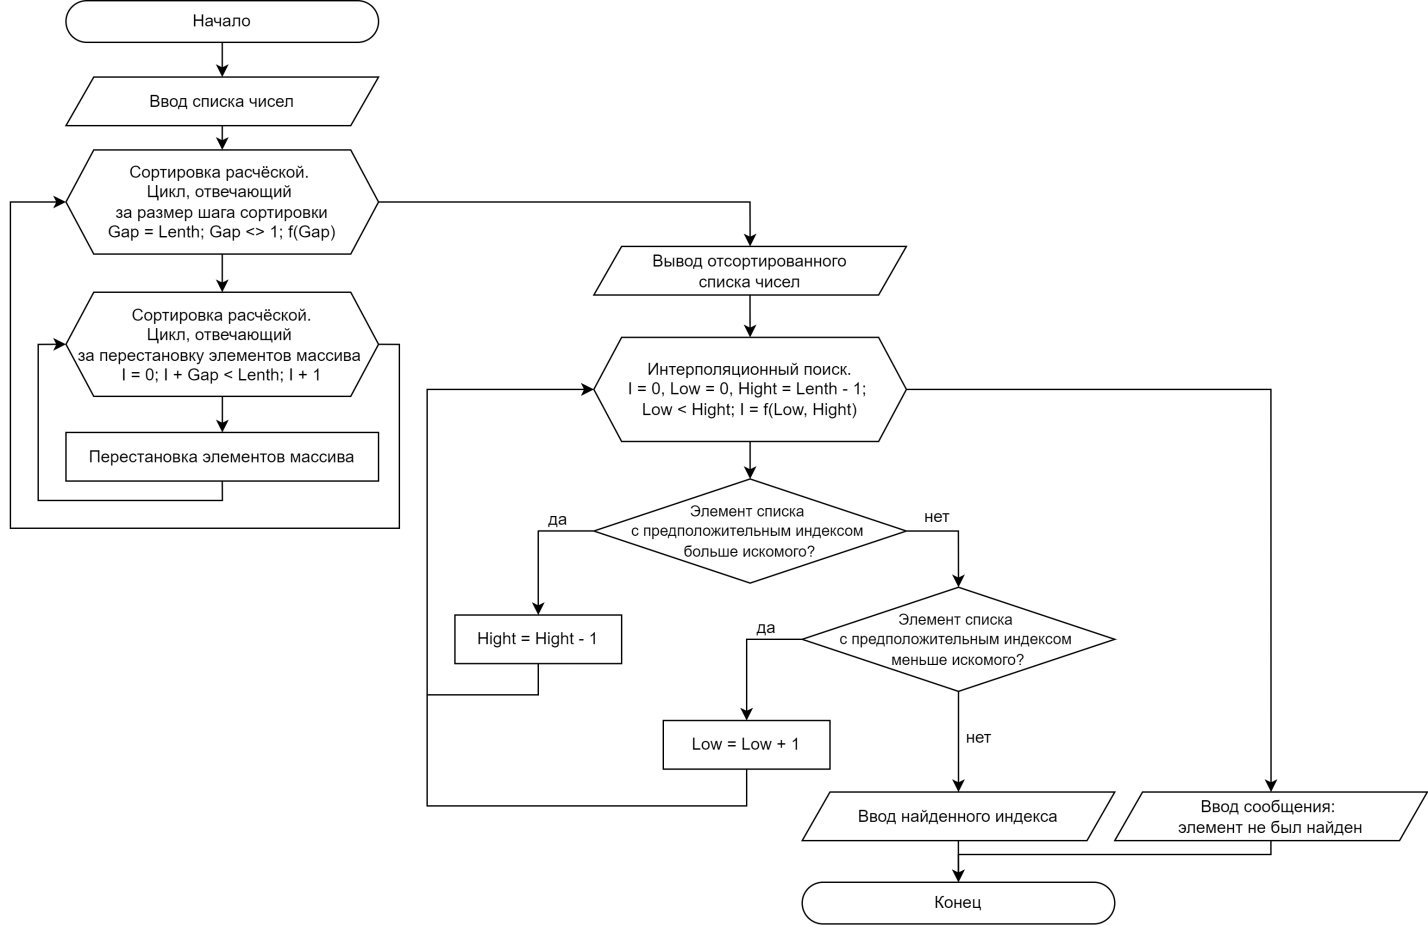 Начало
Ввод списка чисел
Сортировка расчёской.
Цикл, отвечающий
за размер шага сортировки
Gap = Lenth; Gap <> 1; f(Gap)
Сортировка расчёской.
Цикл, отвечающий
за перестановку элементов массива
I = 0; I + Gap < Lenth; I + 1
Перестановка элементов массива
Вывод отсортированного
списка чисел
Интерполяционный поиск.
I = 0, Low = 0, Hight = Lenth - 1;
Low < Hight; I = f(Low, Hight)
Элемент списка
с предположительным индексом
больше искомого?
да
нет
Hight = Hight - 1
Элемент списка
с предположительным индексом
меньше искомого?
да
нет
Low = Low + 1
Ввод найденного индекса
Ввод сообщения:
элемент не был найден
Конец